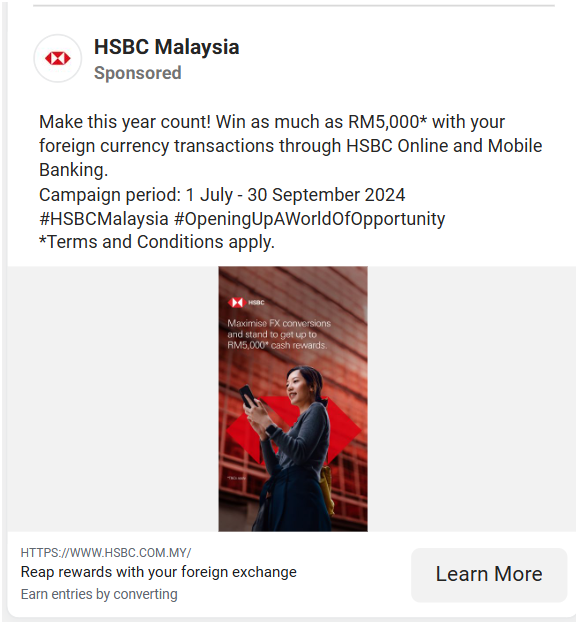 HSBC Malaysia
Sponsored
Make this year count! Win as much as RM5,000* with your
foreign currency transactions through HSBC Online and Mobile
Banking.
Campaign period: 1 July - 30 September 2024
#HSBCMalaysia #OpeningUpAWorldOfOpportunity
*Terms and Conditions apply.
HSBC
Maximise FX conversions
and stand to get up to
RM5,000* cash rewards.
HTTPS://WWW.HSBC.COM.MY/
Reap rewards with your foreign exchange
Earn entries by converting
Learn More